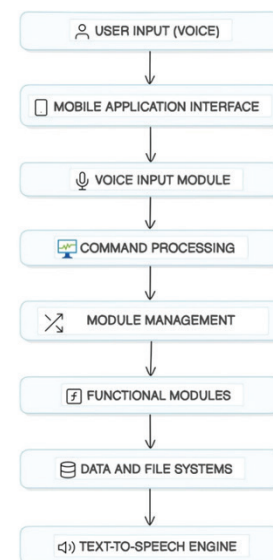 USER INPUT (VOICE)
MOBILE APPLICATION INTERFACE
VOICE INPUT MODULE
COMMAND PROCESSING
MODULE MANAGEMENT
FUNCTIONAL MODULES
DATA AND FILE SYSTEMS
TEXT-TO-SPEECH ENGINE